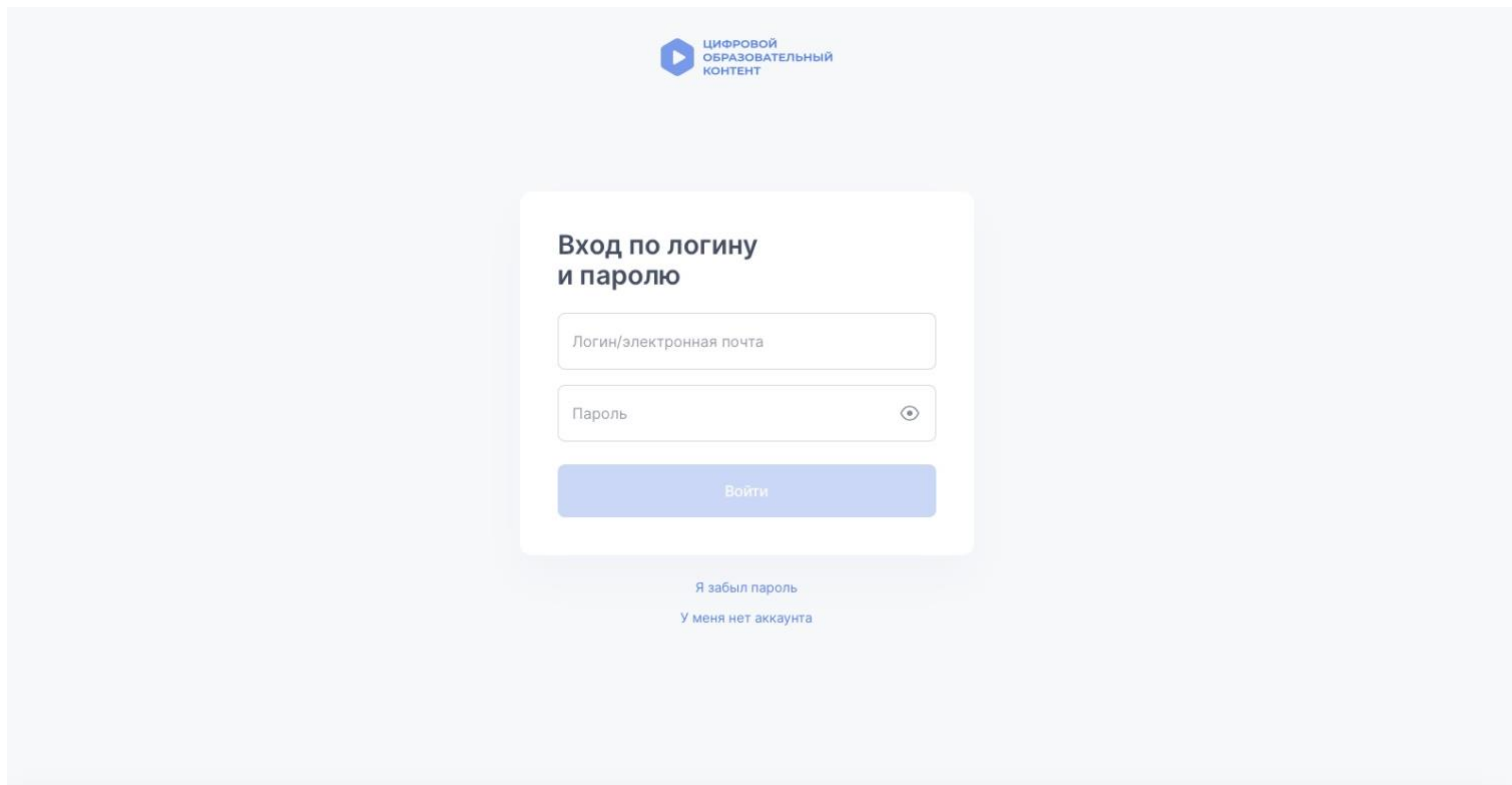 ЦИФРОВОЙ
ОБРАЗОВАТЕЛЬНЫЙ
КОНТЕНТ
Вход по логину
и паролю
Логин/электронная почта
Пароль
Войти
Я забыл пароль
У меня нет аккаунта